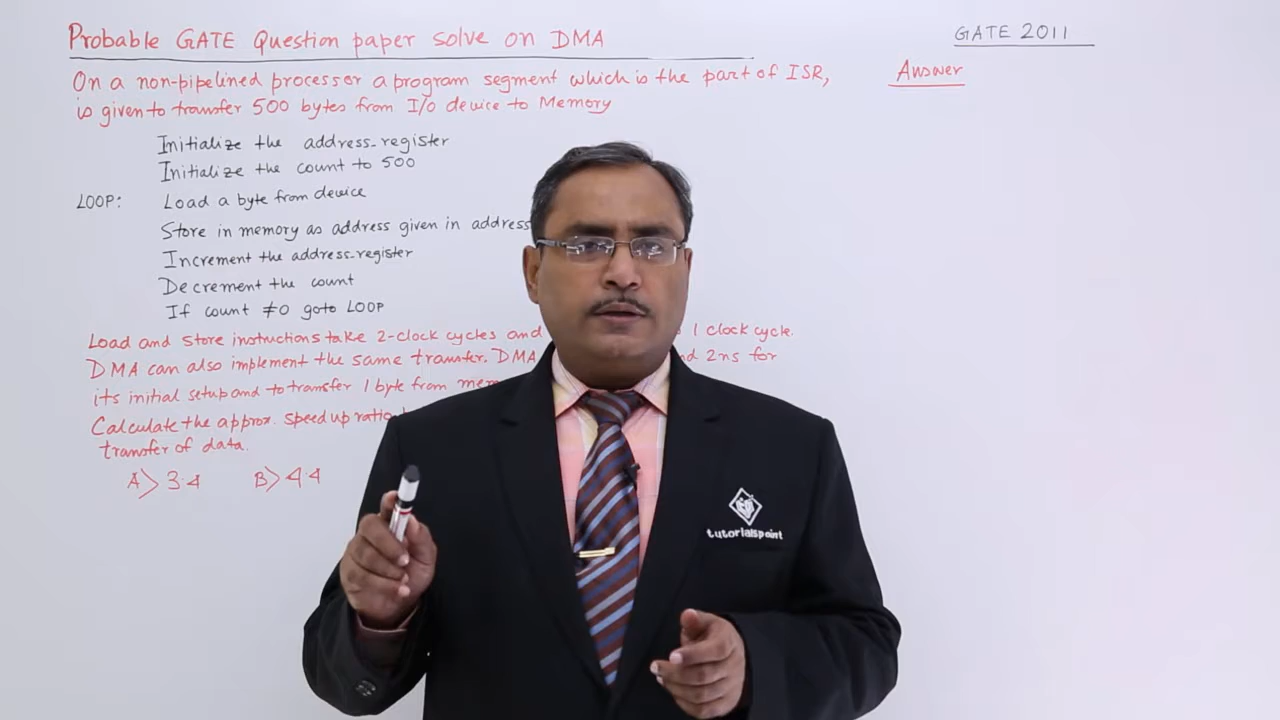 Probable GATE Question paper solve on DMA
GATE 2011
On a non-pipelined processor a program segment which is the part of ISR,
is given to transfer 500 bytes from I/o device to Memory
Answer
Initialize the address-register
Initialize the count to 500
LOOP: Load a byte from device
Store in memory as address given in address
Increment the address-register
Decrement the count
If count ≠0 goto LOOP
Load and store instructions take 2-clock cycles and 1 clock cycle.
DMA can also implement the same transfer. DMA 2ns for
its initial setup and to transfer 1 byte from
Calculate the approx. speed up ratio
transfer of data.
A> 3.4 B> 4.4
tutorialspoint